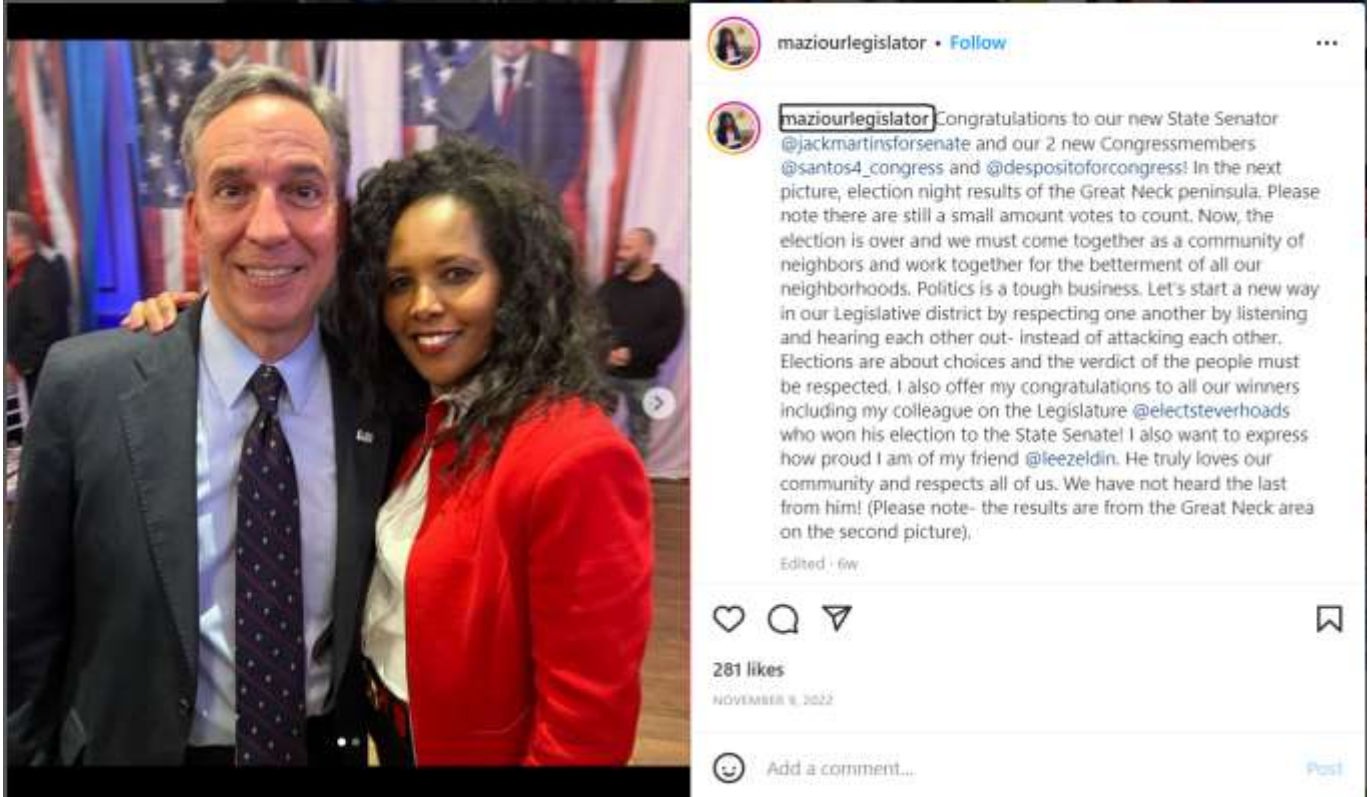 maziourlegislator • Follow
maziourlegislator Congratulations to our new State Senator
@jackmartinsforsenate and our 2 new Congressmembers
@santos4_congress and @despositoforcongress! In the next
picture, election night results of the Great Neck peninsula. Please
note there are still a small amount votes to count. Now, the
election is over and we must come together as a community of
neighbors and work together for the betterment of all our
neighborhoods. Politics is a tough business. Let's start a new way
in our Legislative district by respecting one another by listening
and hearing each other out- instead of attacking each other.
Elections are about choices and the verdict of the people must
be respected. I also offer my congratulations to all our winners
including my colleague on the Legislature @electsteverhoads
who won his election to the State Senate! I also want to express
how proud I am of my friend @leezeldin. He truly loves our
community and respects all of us. We have not heard the last
from him! (Please note- the results are from the Great Neck area
on the second picture).
Edited · 6w
281 likes
NOVEMBER 9, 2022
Add a comment...
Post